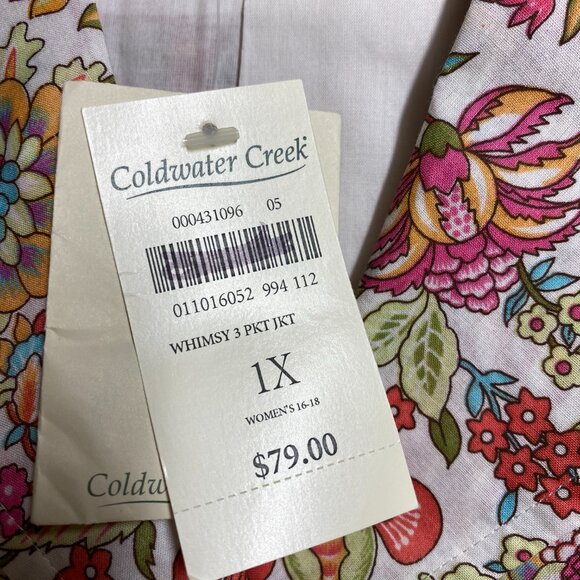 Coldwater Creek
000431096 05
011016052 994 112
WHIMSY 3 PKT JKT
1X
WOMEN'S 16-18
$79.00
Coldw